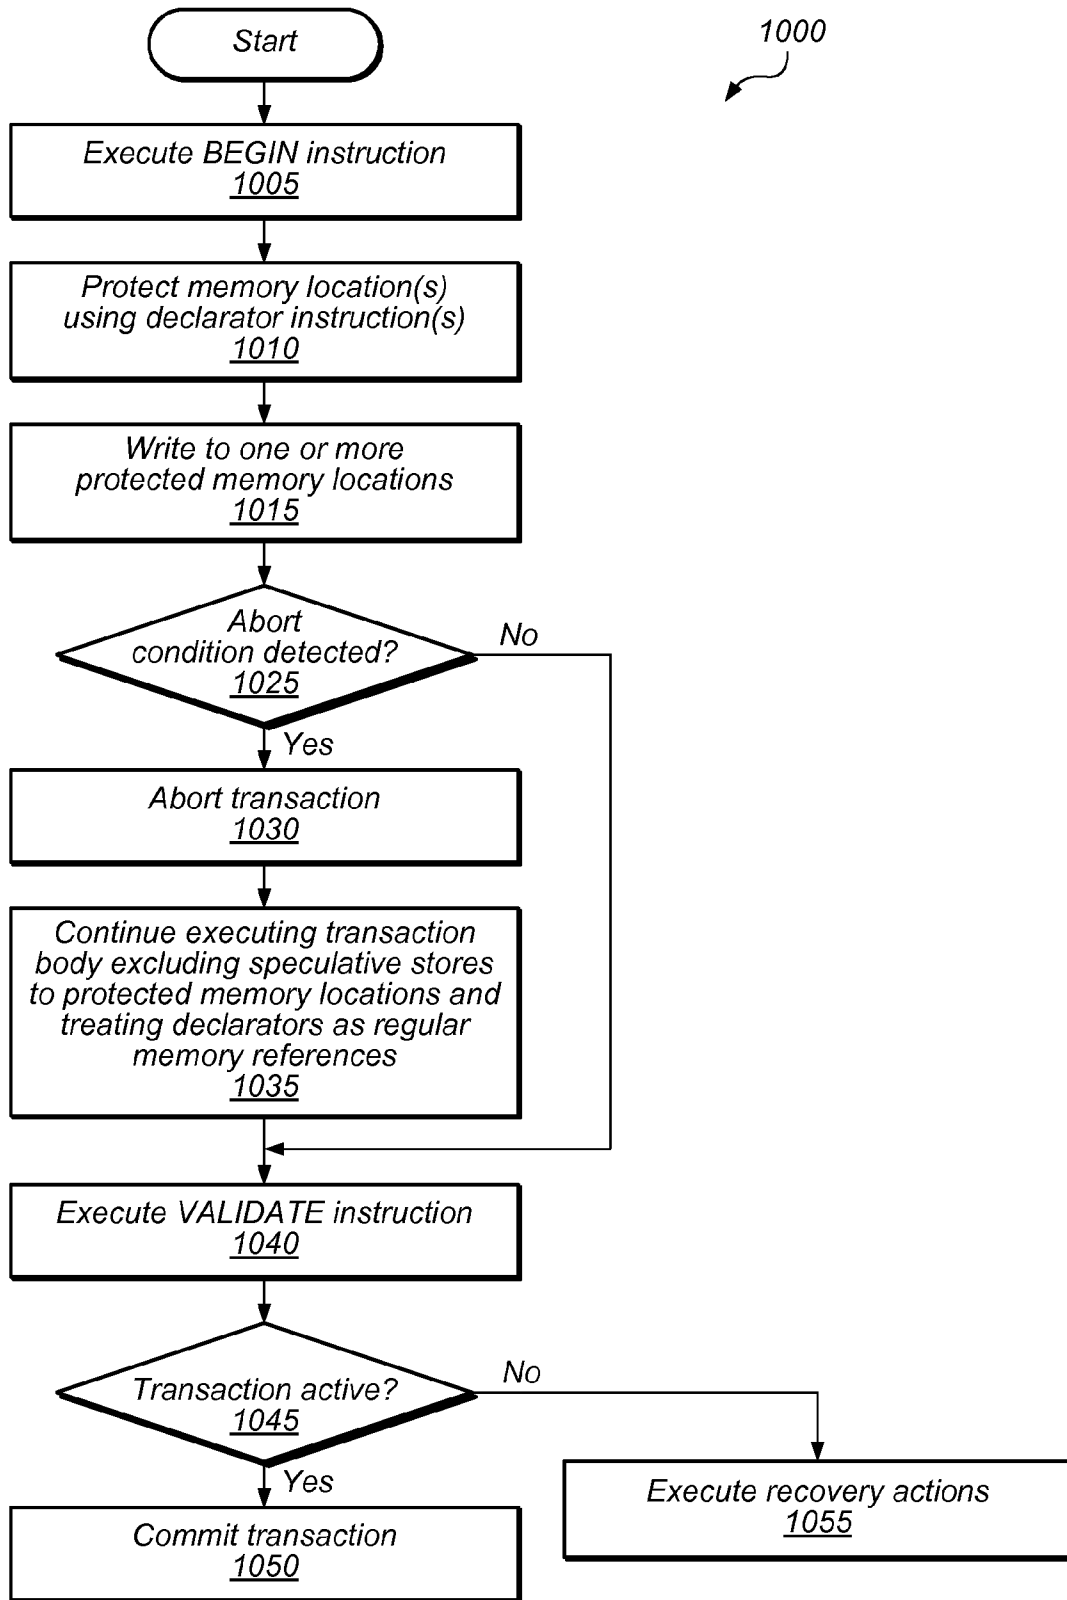 Start
1000
Execute BEGIN instruction
1005
Protect memory location(s)
using declarator instruction(s)
1010
Write to one or more
protected memory locations
1015
Abort
condition detected?
1025
No
Yes
Abort transaction
1030
Continue executing transaction
body excluding speculative stores
to protected memory locations and
treating declarators as regular
memory references
1035
Execute VALIDATE instruction
1040
Transaction active?
1045
No
Yes
Commit transaction
1050
Execute recovery actions
1055